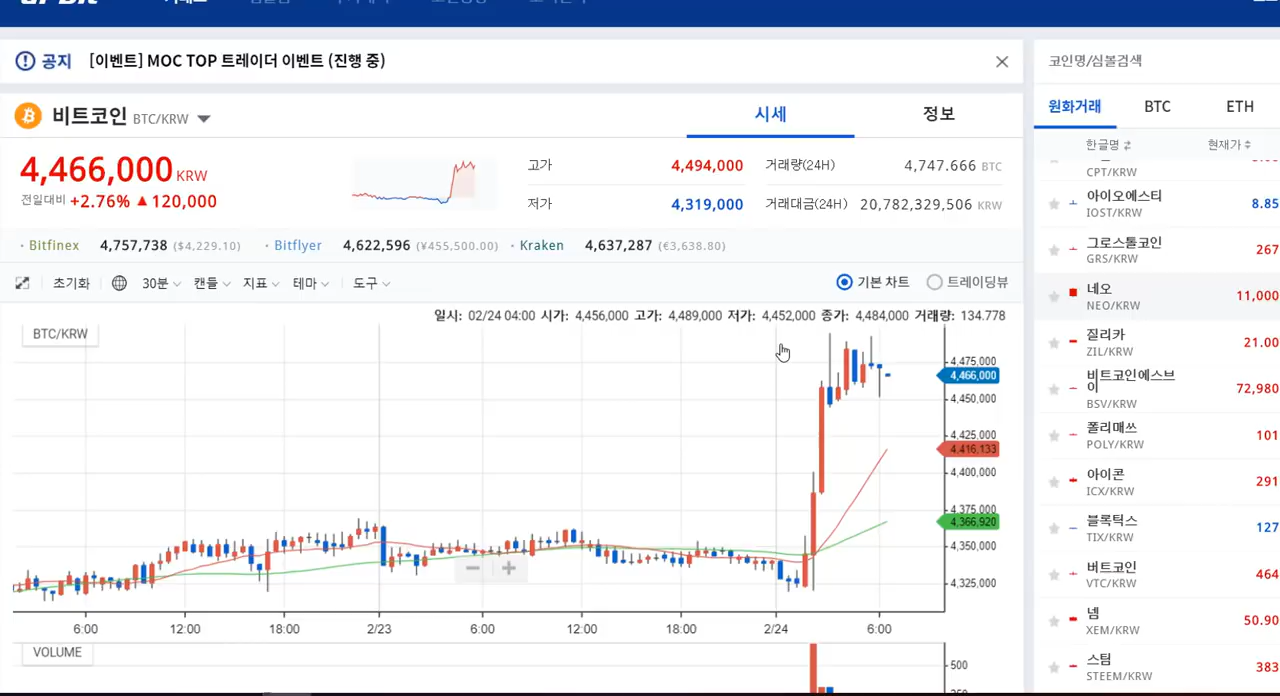 공지 [이벤트] MOC TOP 트레이더 이벤트 (진행 중)
비트코인 BTC/KRW
시세 정보
4,466,000 KRW
전일대비 +2.76% ▲ 120,000
고가 4,494,000 거래량(24H) 4,747.666 BTC
저가 4,319,000 거래대금(24H) 20,782,329,506 KRW
· Bitfinex 4,757,738 ($4,229.10) · Bitflyer 4,622,596 (¥455,500.00) · Kraken 4,637,287 (€3,638.80)
초기화 30분 캔들 지표 테마 도구 기본 차트 트레이딩뷰
일시: 02/24 04:00 시가: 4,456,000 고가: 4,489,000 저가: 4,452,000 종가: 4,484,000 거래량: 134.778
BTC/KRW
4,475,000
4,466,000
4,450,000
4,425,000
4,416,133
4,400,000
4,375,000
4,366,920
4,350,000
4,325,000
− +
6:00 12:00 18:00 2/23 6:00 12:00 18:00 2/24 6:00
VOLUME
500
코인명/심볼검색
원화거래 BTC ETH
한글명 현재가
CPT/KRW
아이오에스티 8.85
IOST/KRW
그로스톨코인 267
GRS/KRW
네오 11,000
NEO/KRW
질리카 21.00
ZIL/KRW
비트코인에스브
이 72,980
BSV/KRW
폴리매쓰 101
POLY/KRW
아이콘 291
ICX/KRW
블록틱스 127
TIX/KRW
버트코인 464
VTC/KRW
넴 50.90
XEM/KRW
스팀 383
STEEM/KRW